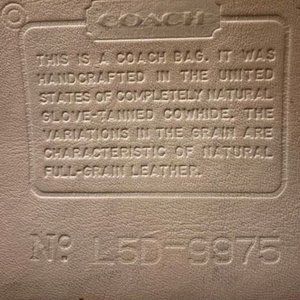 ©
COACH
THIS IS A COACH BAG. IT WAS
HANDCRAFTED IN THE UNITED
STATES OF COMPLETELY NATURAL
GLOVE-TANNED COWHIDE. THE
VARIATIONS IN THE GRAIN ARE
CHARACTERISTIC OF NATURAL
FULL-GRAIN LEATHER.
Nº L5D-9975